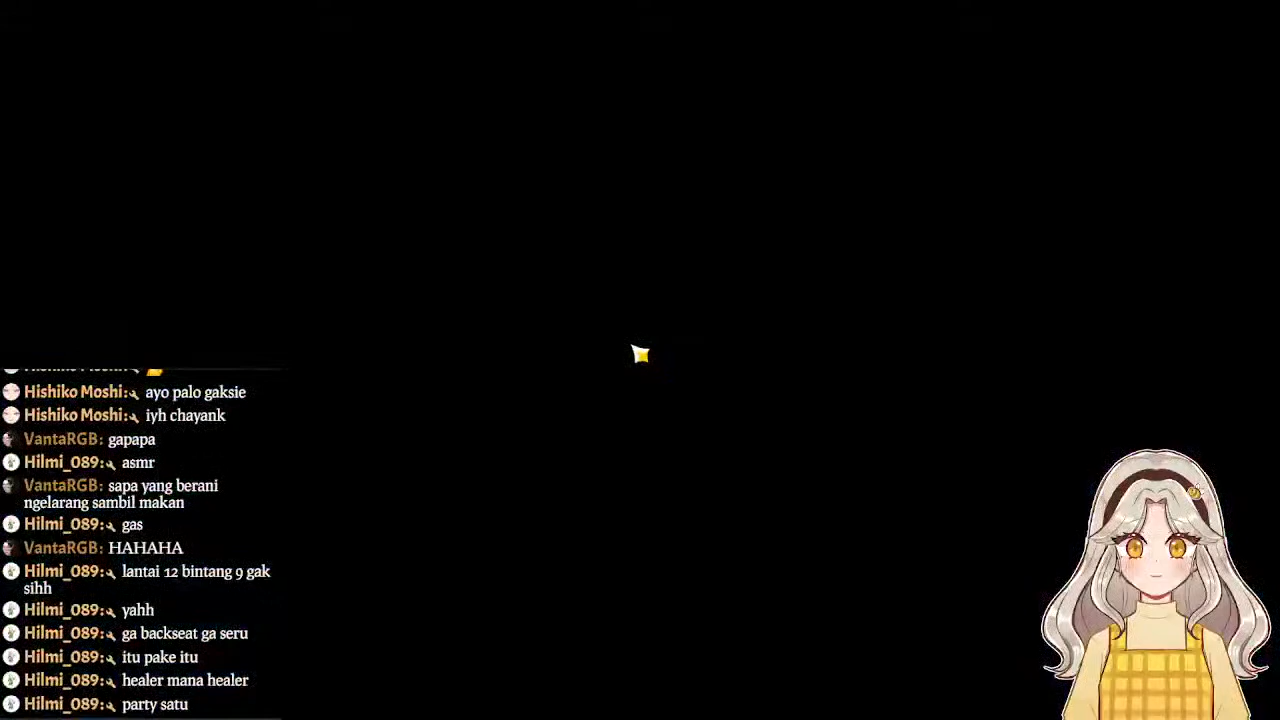 Hishiko Moshi: ayo palo gaksie
Hishiko Moshi: iyh chayank
VantaRGB: gapapa
Hilmi_089: asmr
VantaRGB: sapa yang berani
ngelarang sambil makan
Hilmi_089: gas
VantaRGB: HAHAHA
Hilmi_089: lantai 12 bintang 9 gak
sihh
Hilmi_089: yahh
Hilmi_089: ga backseat ga seru
Hilmi_089: itu pake itu
Hilmi_089: healer mana healer
Hilmi_089: party satu